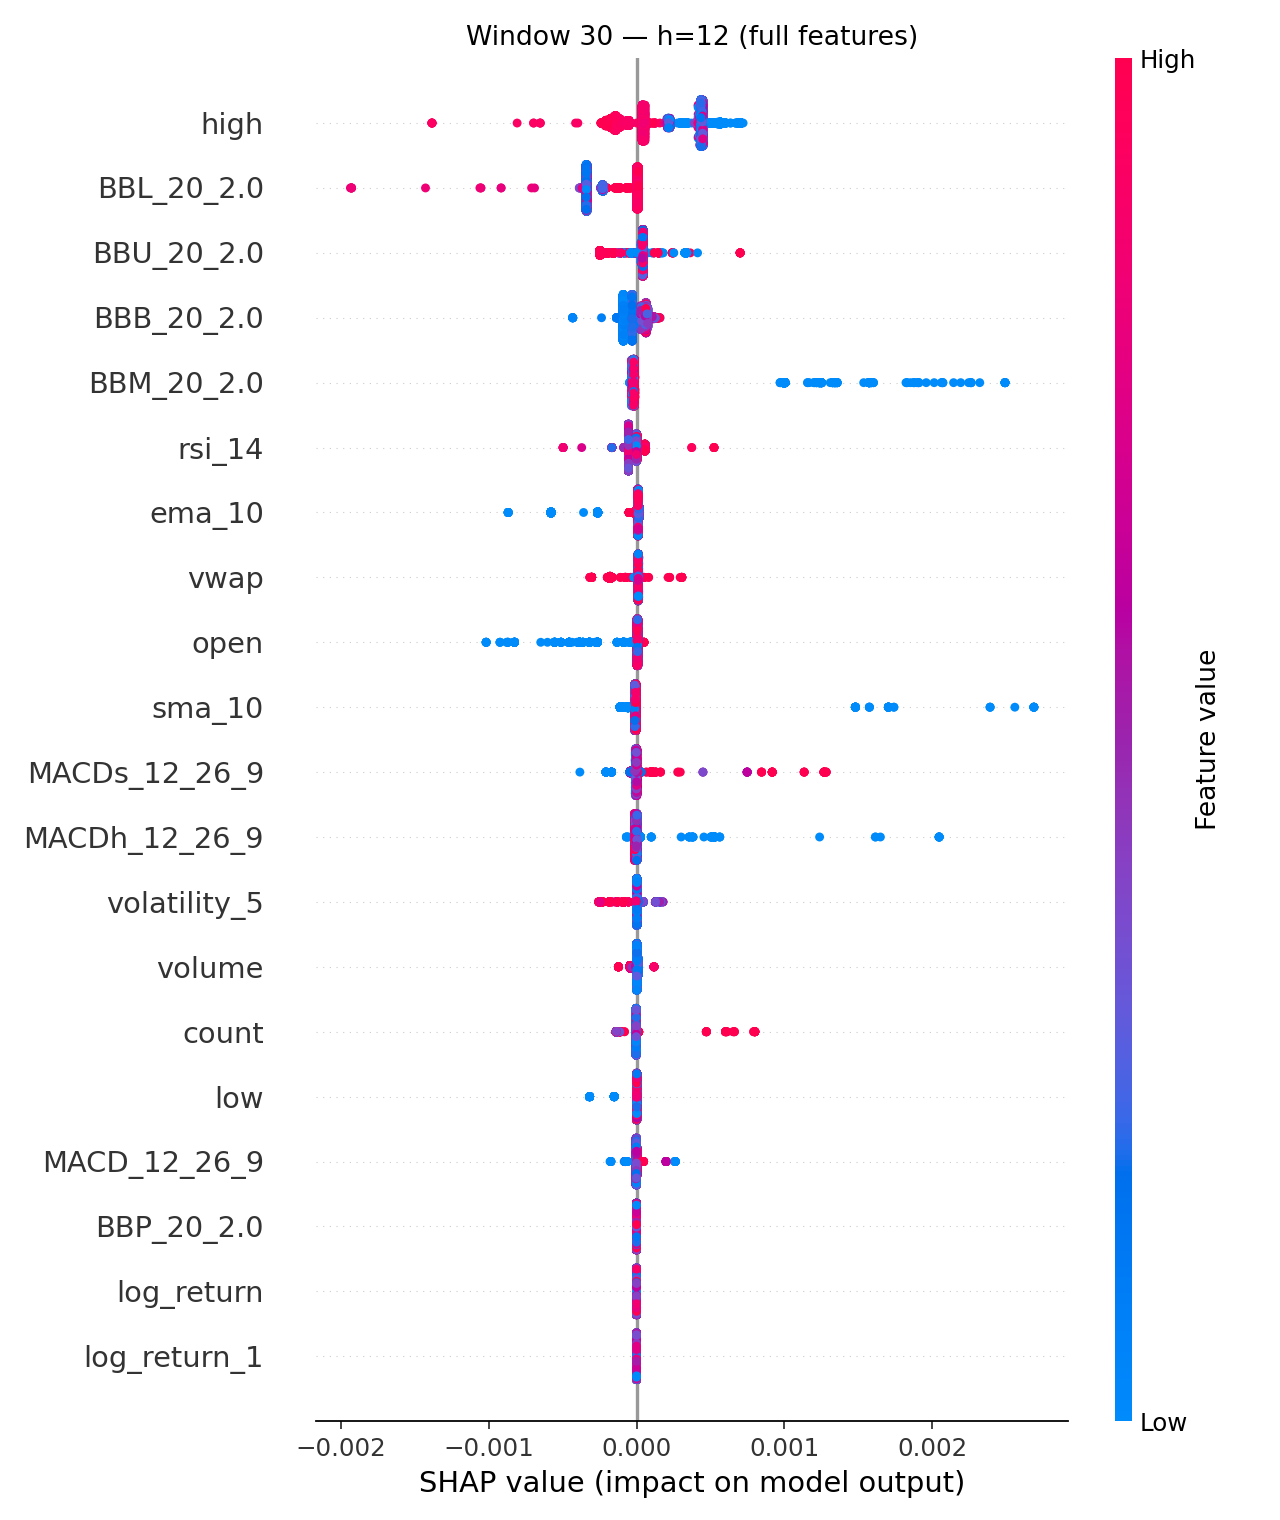 Window 30 — h=12 (full features)
High
high
BBL_20_2.0
BBU_20_2.0
BBB_20_2.0
BBM_20_2.0
rsi_14
ema_10
vwap
open
sma_10
MACDs_12_26_9
MACDh_12_26_9
volatility_5
volume
count
low
MACD_12_26_9
BBP_20_2.0
log_return
log_return_1
Feature value
Low
−0.002 −0.001 0.000 0.001 0.002
SHAP value (impact on model output)